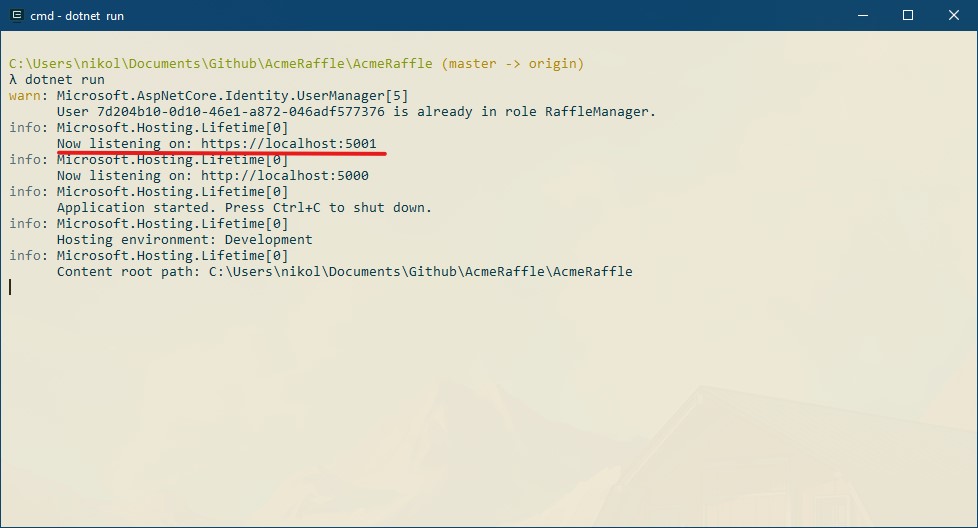 cmd - dotnet run
C:\Users\nikol\Documents\Github\AcmeRaffle\AcmeRaffle (master -> origin)
λ dotnet run
warn: Microsoft.AspNetCore.Identity.UserManager[5]
      User 7d204b10-0d10-46e1-a872-046adf577376 is already in role RaffleManager.
info: Microsoft.Hosting.Lifetime[0]
      Now listening on: https://localhost:5001
info: Microsoft.Hosting.Lifetime[0]
      Now listening on: http://localhost:5000
info: Microsoft.Hosting.Lifetime[0]
      Application started. Press Ctrl+C to shut down.
info: Microsoft.Hosting.Lifetime[0]
      Hosting environment: Development
info: Microsoft.Hosting.Lifetime[0]
      Content root path: C:\Users\nikol\Documents\Github\AcmeRaffle\AcmeRaffle